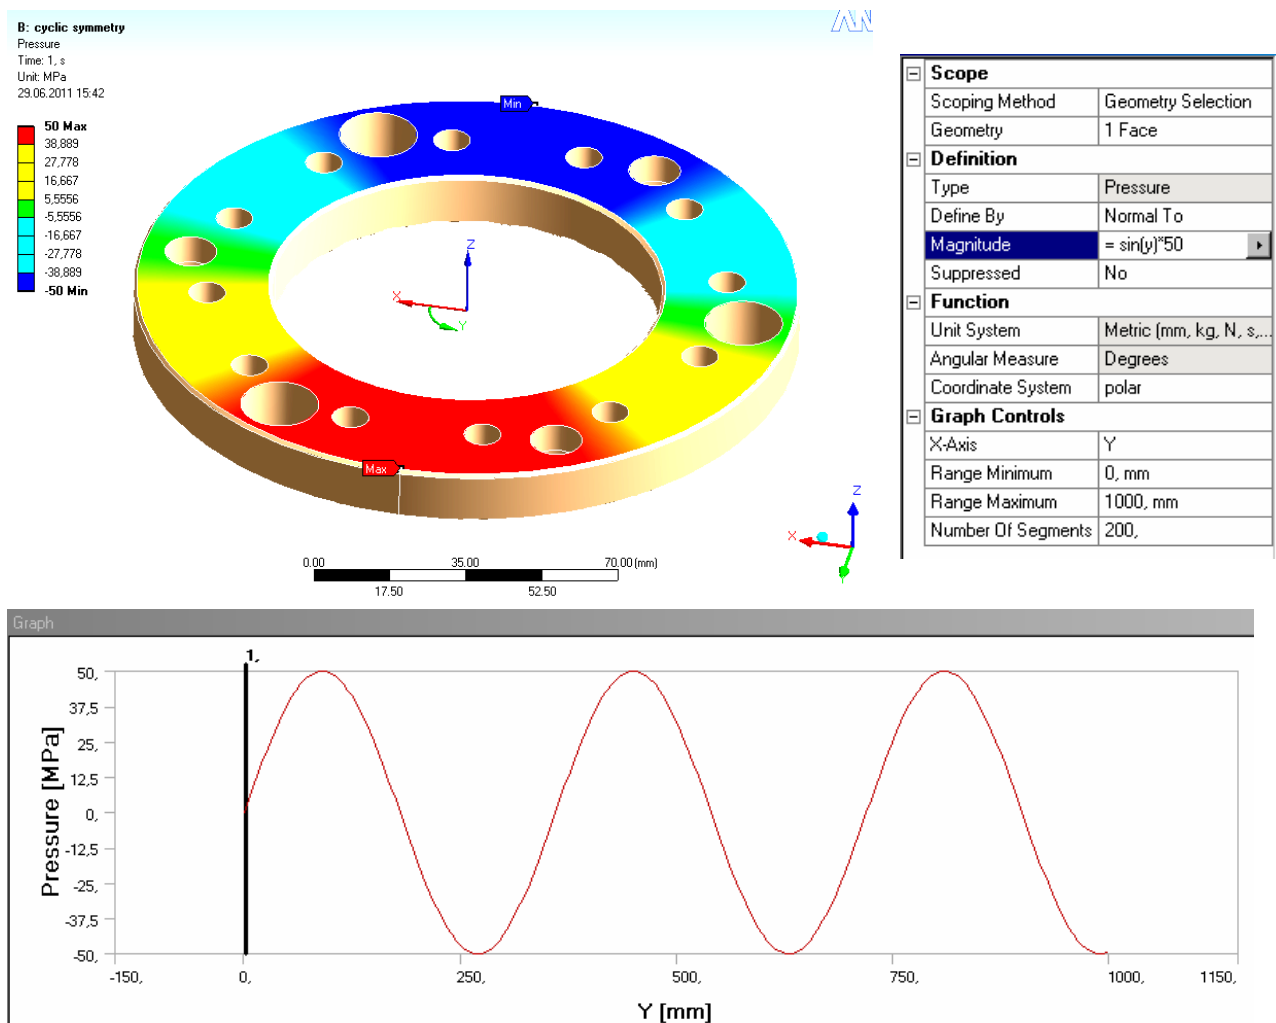 B: cyclic symmetry
Pressure
Time: 1, s
Unit: MPa
29.06.2011 15:42
50 Max
38,889
27,778
16,667
5,5556
-5,5556
-16,667
-27,778
-38,889
-50 Min
AN
Min
Z
X
Y
Max
Z
X
Y
0.00
35.00
70.00 (mm)
17.50
52.50
Scope
Scoping Method Geometry Selection
Geometry 1 Face
Definition
Type Pressure
Define By Normal To
Magnitude = sin(y)*50
Suppressed No
Function
Unit System Metric (mm, kg, N, s,...
Angular Measure Degrees
Coordinate System polar
Graph Controls
X-Axis Y
Range Minimum 0, mm
Range Maximum 1000, mm
Number Of Segments 200,
Graph
1,
Pressure [MPa]
50,
37,5
25,
12,5
0,
-12,5
-25,
-37,5
-50,
-150,
0,
250,
500,
750,
1000,
1150,
Y [mm]